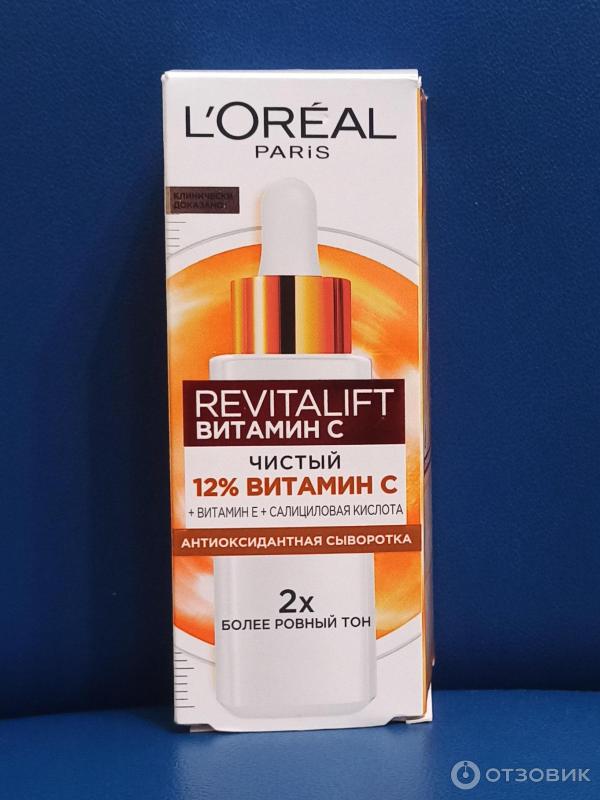 L'ORÉAL
PARiS
КЛИНИЧЕСКИ
ДОКАЗАНО
REVITALIFT
ВИТАМИН С
ЧИСТЫЙ
12% ВИТАМИН С
+ ВИТАМИН Е + САЛИЦИЛОВАЯ КИСЛОТА
АНТИОКСИДАНТНАЯ СЫВОРОТКА
2x
БОЛЕЕ РОВНЫЙ ТОН
ОТЗОВИК